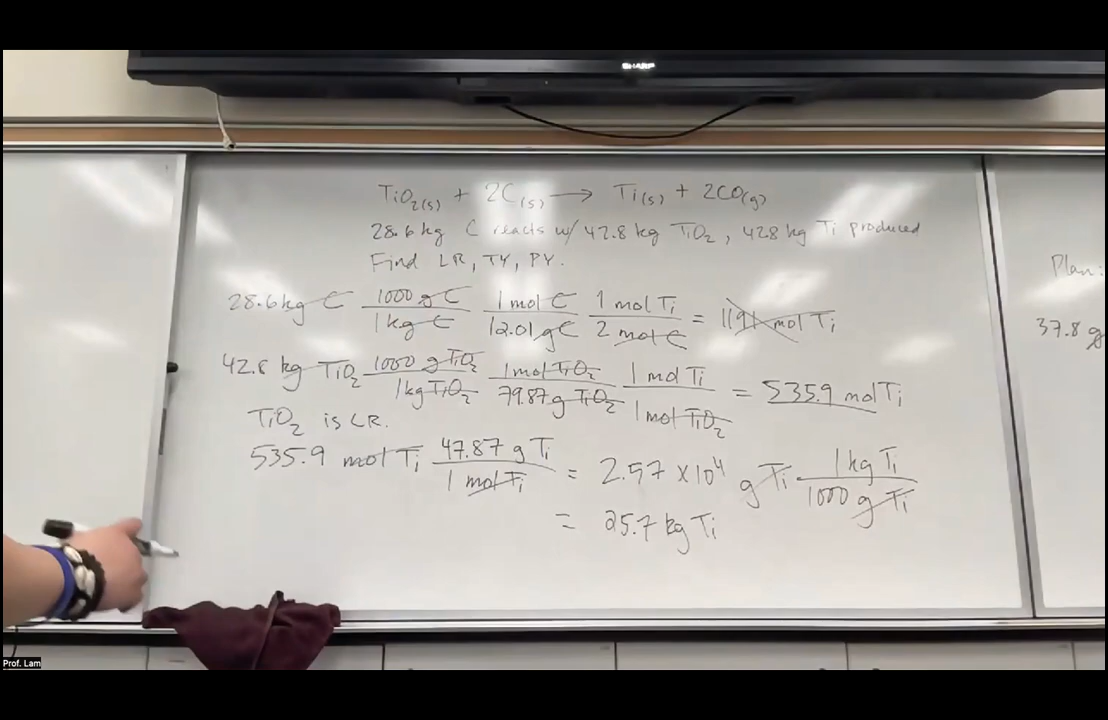 SHARP
TiO2(s) + 2C(s) → Ti(s) + 2CO(g)
28.6 kg C reacts w/ 42.8 kg TiO2, 42.8 kg Ti produced
Find LR, TY, PY.
Plan:
28.6 kg C 1000 g C / 1 kg C 1 mol C / 12.01 g C 1 mol Ti / 2 mol C = 1191 mol Ti
37.8 g
42.8 kg TiO2 1000 g TiO2 / 1 kg TiO2 1 mol TiO2 / 79.87 g TiO2 1 mol Ti / 1 mol TiO2 = 535.9 mol Ti
TiO2 is LR.
535.9 mol Ti 47.87 g Ti / 1 mol Ti = 2.57 x 10^4 g Ti 1 kg Ti / 1000 g Ti
= 25.7 kg Ti
Prof. Lam